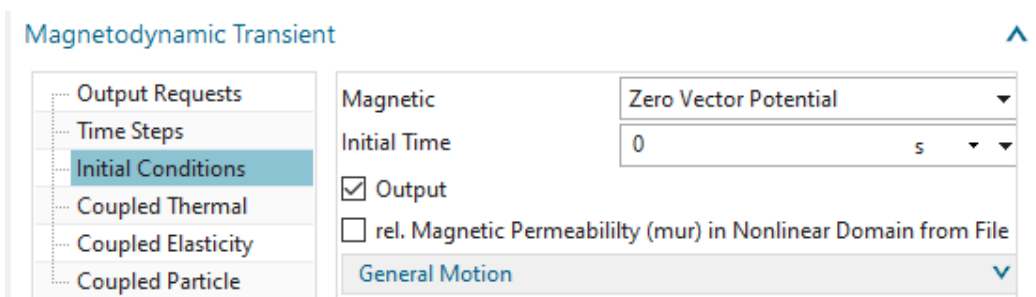 Magnetodynamic Transient
Output Requests
Time Steps
Initial Conditions
Coupled Thermal
Coupled Elasticity
Coupled Particle
Magnetic Zero Vector Potential
Initial Time 0 s
Output
rel. Magnetic Permeabililty (mur) in Nonlinear Domain from File
General Motion